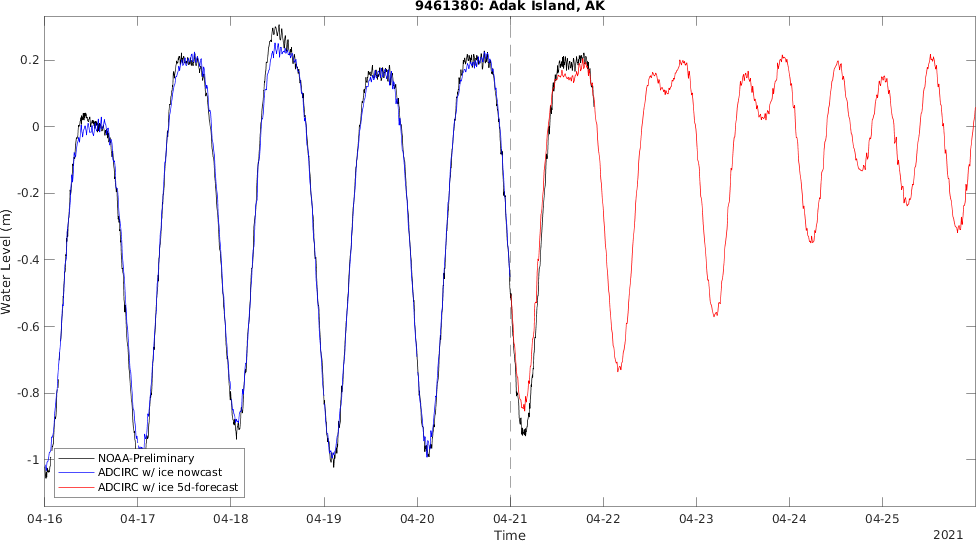 9461380: Adak Island, AK
Water Level (m)
0.2
0
-0.2
-0.4
-0.6
-0.8
-1
NOAA-Preliminary
ADCIRC w/ ice nowcast
ADCIRC w/ ice 5d-forecast
04-16 04-17 04-18 04-19 04-20 04-21 04-22 04-23 04-24 04-25
Time
2021